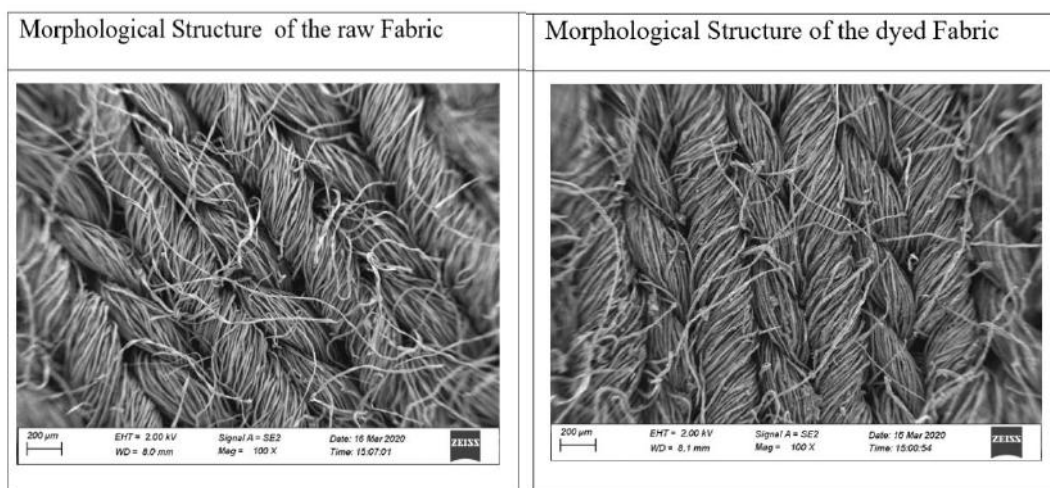 Morphological Structure of the raw Fabric
Morphological Structure of the dyed Fabric
200 µm
EHT = 2.00 kV
Signal A = SE2
Date: 16 Mar 2020
WD = 8.0 mm
Mag = 100 X
Time: 15:07:01
ZEISS
200 µm
EHT = 2.00 kV
Signal A = SE2
Date: 16 Mar 2020
WD = 8.1 mm
Mag = 100 X
Time: 15:00:54
ZEISS